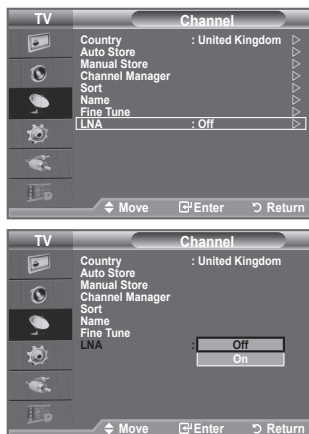 TV Channel
Country : United Kingdom
Auto Store
Manual Store
Channel Manager
Sort
Name
Fine Tune
LNA : Off
Move Enter Return
TV Channel
Country : United Kingdom
Auto Store
Manual Store
Channel Manager
Sort
Name
Fine Tune
LNA : Off
On
Move Enter Return